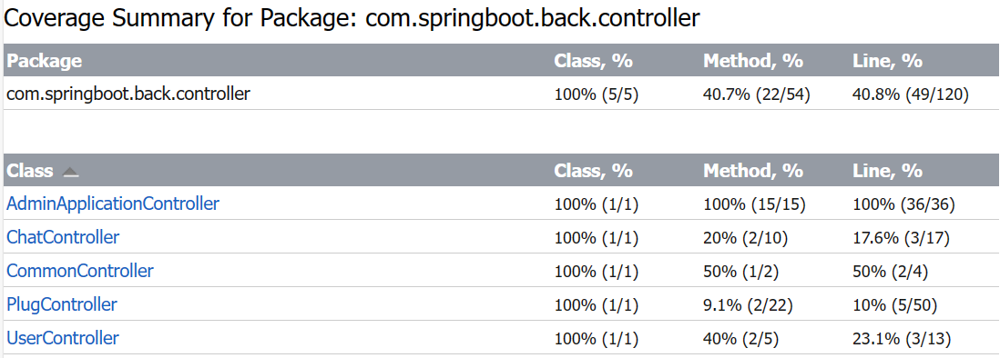 Coverage Summary for Package: com.springboot.back.controller
Package Class, % Method, % Line, %
com.springboot.back.controller 100% (5/5) 40.7% (22/54) 40.8% (49/120)
Class Class, % Method, % Line, %
AdminApplicationController 100% (1/1) 100% (15/15) 100% (36/36)
ChatController 100% (1/1) 20% (2/10) 17.6% (3/17)
CommonController 100% (1/1) 50% (1/2) 50% (2/4)
PlugController 100% (1/1) 9.1% (2/22) 10% (5/50)
UserController 100% (1/1) 40% (2/5) 23.1% (3/13)